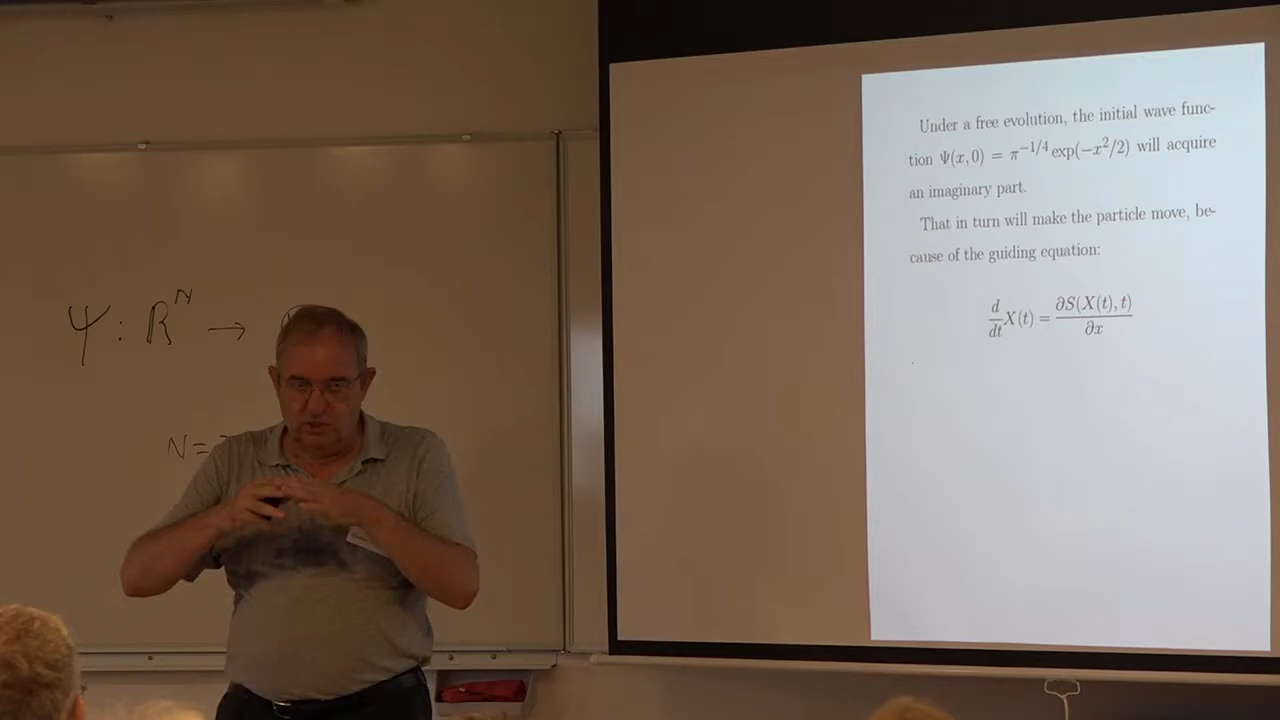 Ψ : R^N →
N =
Under a free evolution, the initial wave func-
tion Ψ(x, 0) = π^{-1/4} exp(−x^2/2) will acquire
an imaginary part.
That in turn will make the particle move, be-
cause of the guiding equation:
d/dt X(t) = ∂S(X(t), t)/∂x